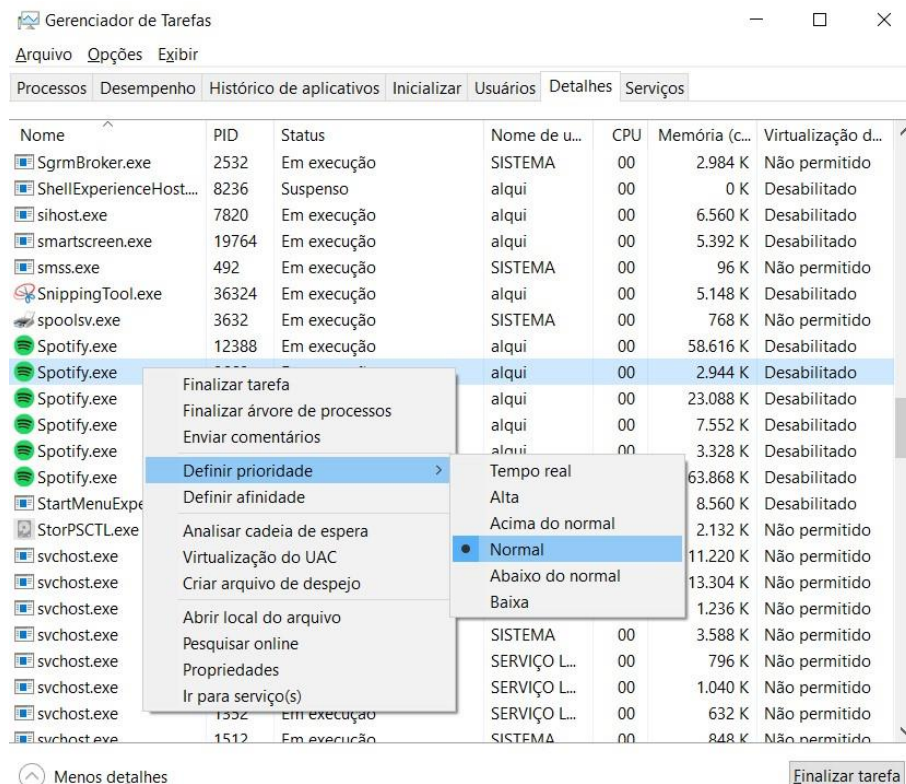 Gerenciador de Tarefas
Arquivo Opções Exibir
Processos Desempenho Histórico de aplicativos Inicializar Usuários Detalhes Serviços
Nome PID Status Nome de u... CPU Memória (c... Virtualização d...
SgrmBroker.exe 2532 Em execução SISTEMA 00 2.984 K Não permitido
ShellExperienceHost.... 8236 Suspenso alqui 00 0 K Desabilitado
sihost.exe 7820 Em execução alqui 00 6.560 K Desabilitado
smartscreen.exe 19764 Em execução alqui 00 5.392 K Desabilitado
smss.exe 492 Em execução SISTEMA 00 96 K Não permitido
SnippingTool.exe 36324 Em execução alqui 00 5.148 K Desabilitado
spoolsv.exe 3632 Em execução SISTEMA 00 768 K Não permitido
Spotify.exe 12388 Em execução alqui 00 58.616 K Desabilitado
Spotify.exe alqui 00 2.944 K Desabilitado
Spotify.exe Finalizar tarefa alqui 00 23.088 K Desabilitado
Spotify.exe Finalizar árvore de processos alqui 00 7.552 K Desabilitado
Spotify.exe Enviar comentários alqui 00 3.328 K Desabilitado
Spotify.exe Definir prioridade Tempo real 63.868 K Desabilitado
StartMenuExpe Definir afinidade Alta 8.560 K Desabilitado
StorPSCTL.exe Analisar cadeia de espera Acima do normal 2.132 K Não permitido
svchost.exe Virtualização do UAC Normal 11.220 K Não permitido
svchost.exe Criar arquivo de despejo Abaixo do normal 13.304 K Não permitido
svchost.exe Abrir local do arquivo Baixa 1.236 K Não permitido
svchost.exe Pesquisar online SISTEMA 00 3.588 K Não permitido
svchost.exe Propriedades SERVIÇO L... 00 796 K Não permitido
svchost.exe Ir para serviço(s) SERVIÇO L... 00 1.040 K Não permitido
svchost.exe 1352 Em execução SERVIÇO L... 00 632 K Não permitido
svchost.exe 1512 Em execução SISTEMA 00 848 K Não permitido
Menos detalhes Finalizar tarefa